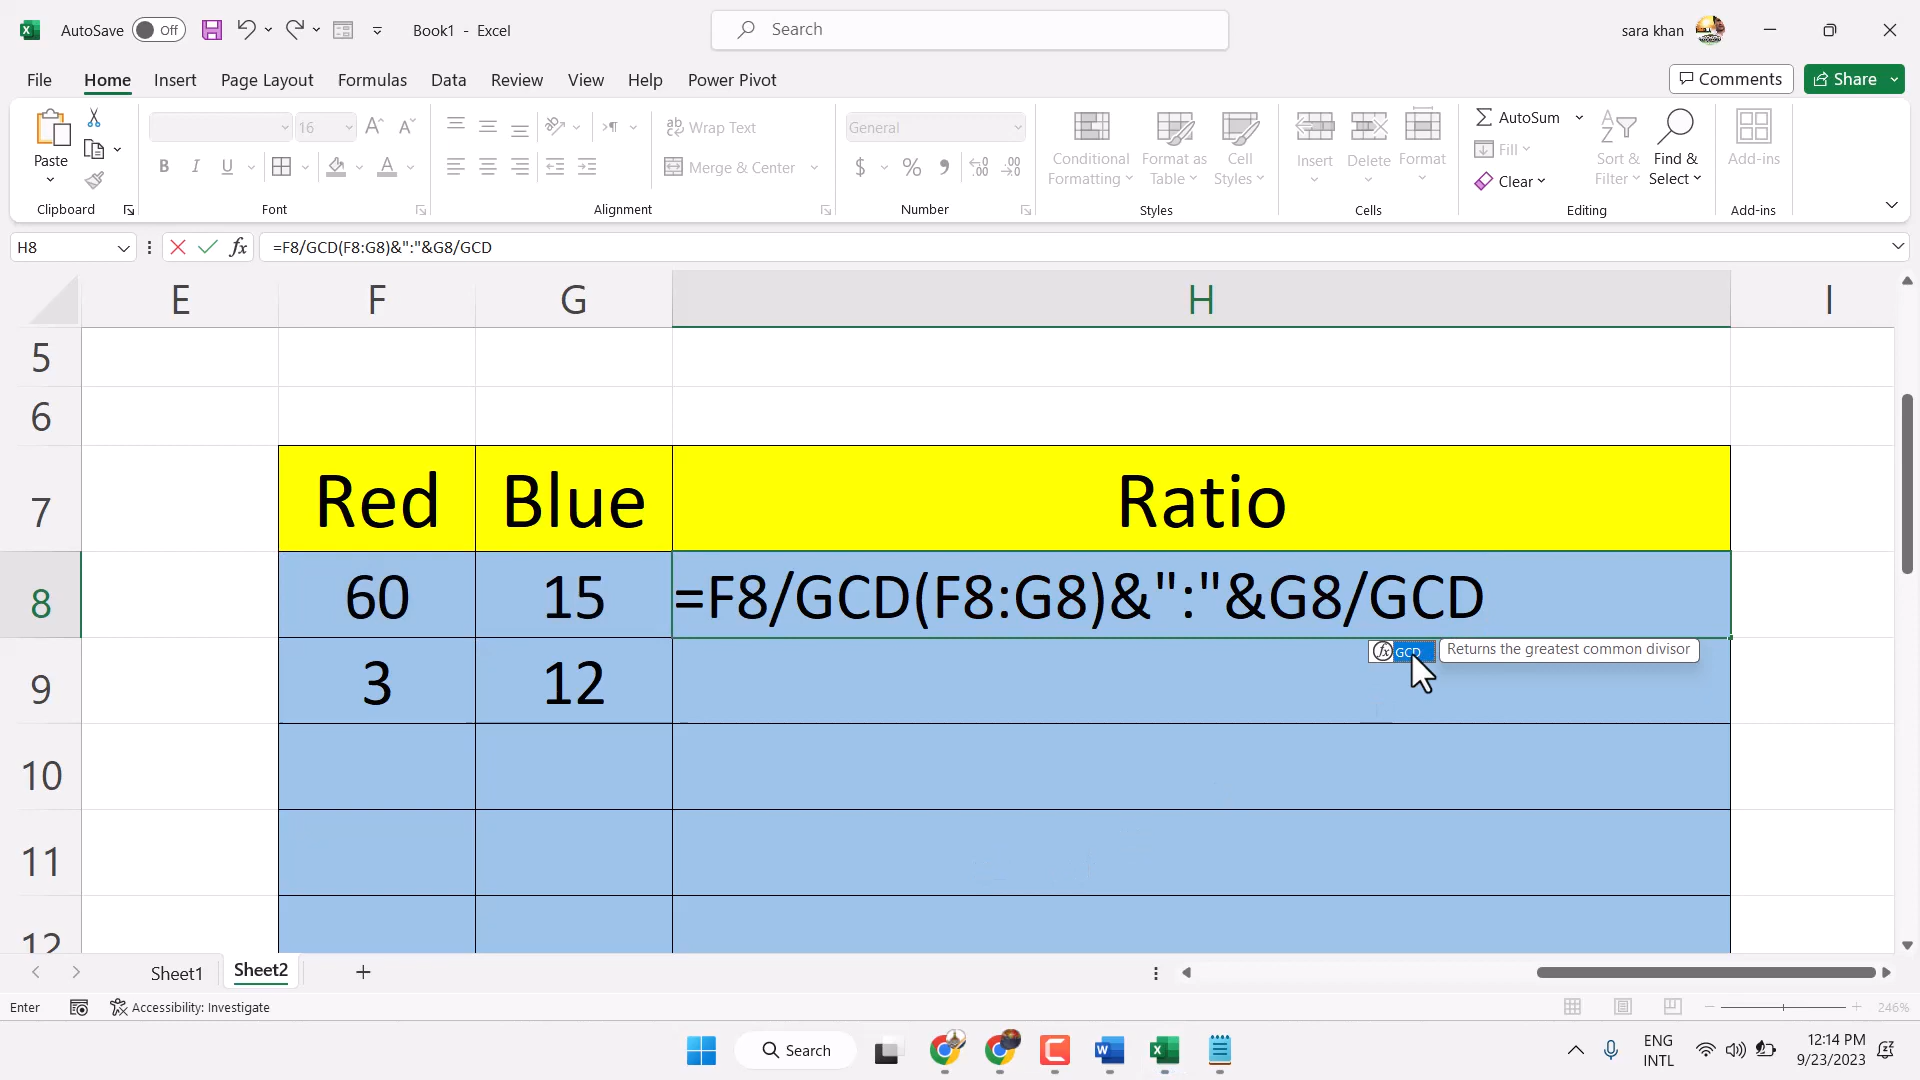 AutoSave Off Book1 - Excel Search sara khan
File Home Insert Page Layout Formulas Data Review View Help Power Pivot Comments Share
Paste 16 B I U Wrap Text Merge & Center General $ % Conditional Formatting Format as Table Cell Styles Insert Delete Format AutoSum Fill Clear Sort & Filter Find & Select Add-ins
Clipboard Font Alignment Number Styles Cells Editing Add-ins
H8 fx =F8/GCD(F8:G8)&":"&G8/GCD
E F G H I
5
6
7 Red Blue Ratio
8 60 15 =F8/GCD(F8:G8)&":"&G8/GCD
GCD Returns the greatest common divisor
9 3 12
10
11
12
Sheet1 Sheet2
Enter Accessibility: Investigate 246%
Search ENG INTL 12:14 PM 9/23/2023